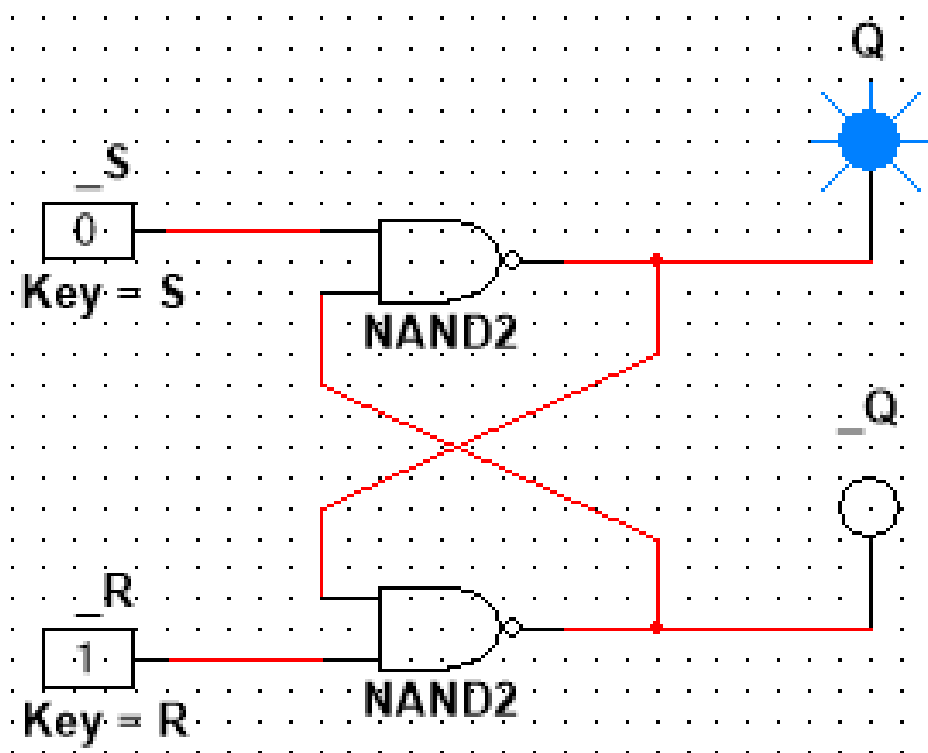 Q
_S
0
Key = S
NAND2
_Q
_R
1
Key = R
NAND2